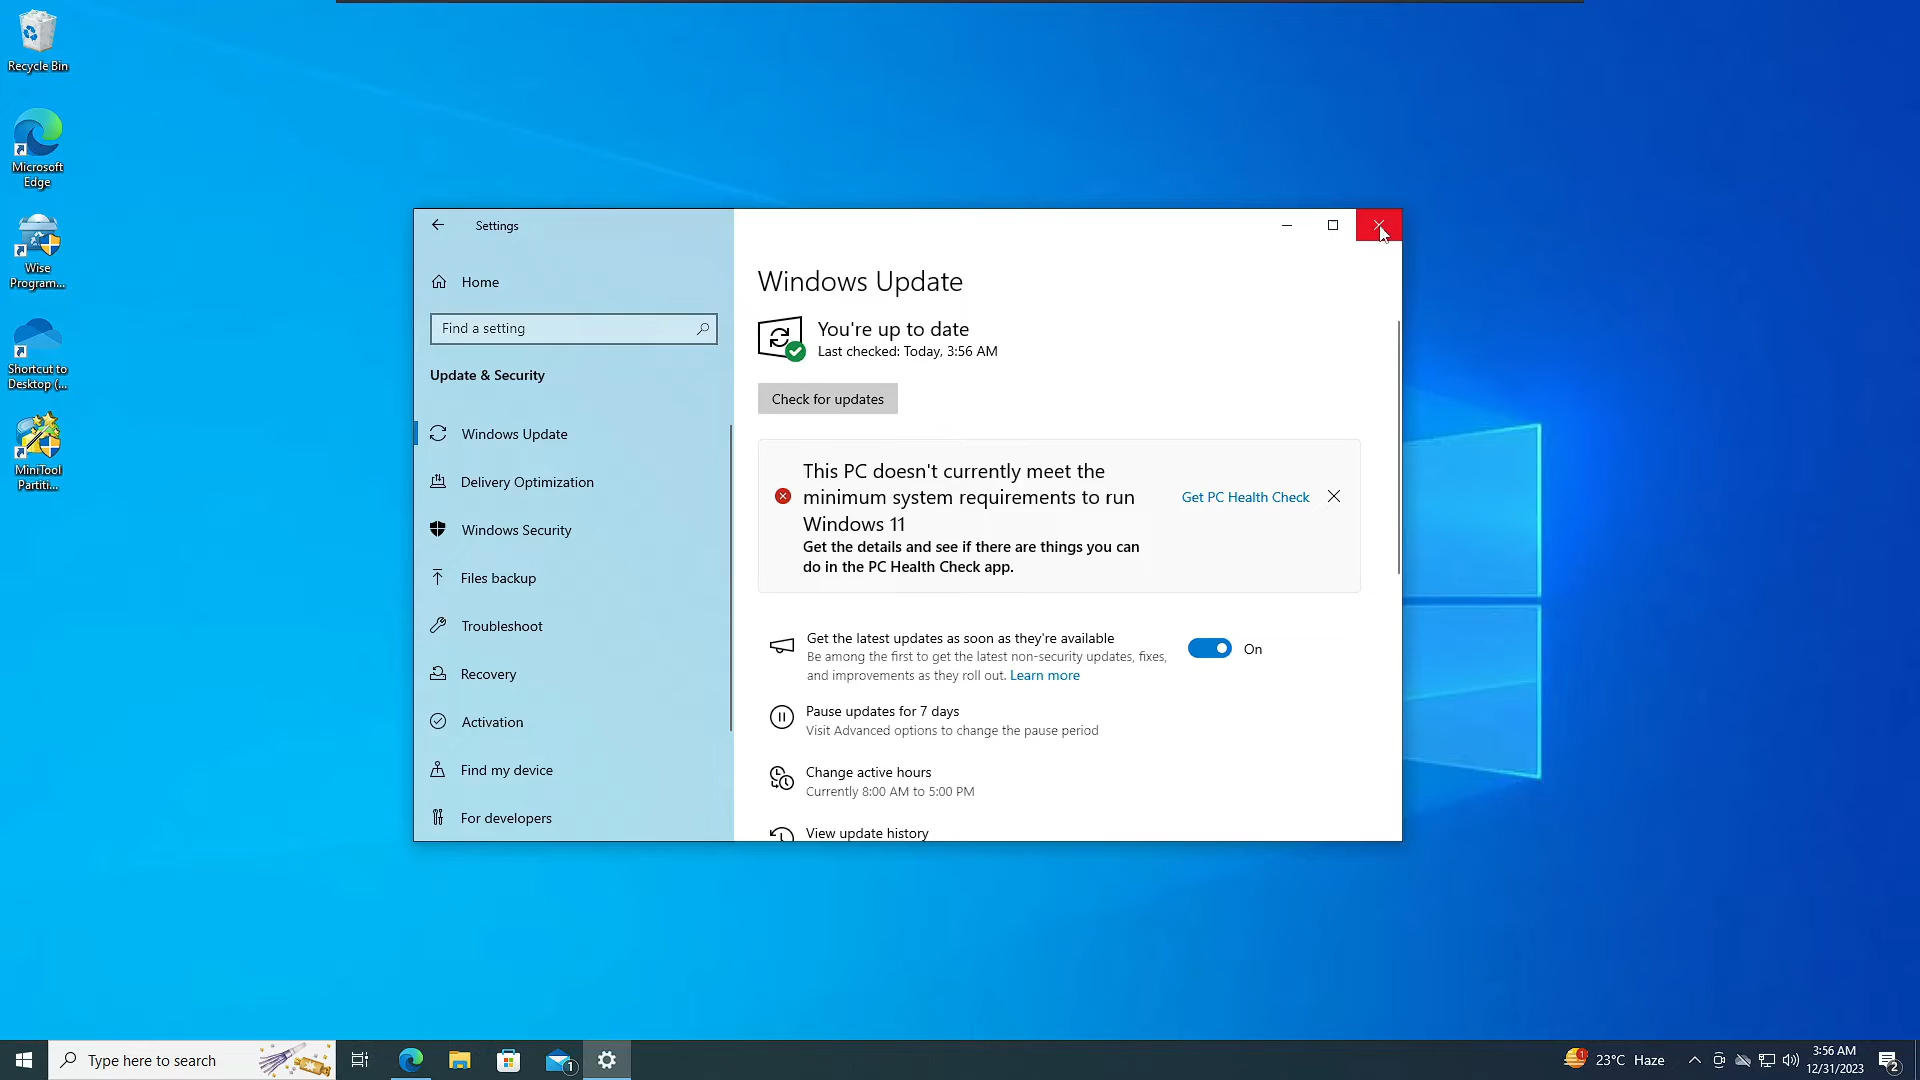 Recycle Bin
Microsoft
Edge
Wise
Program...
Shortcut to
Desktop (...
MiniTool
Partiti...
Settings
Home
Find a setting
Update & Security
Windows Update
Delivery Optimization
Windows Security
Files backup
Troubleshoot
Recovery
Activation
Find my device
For developers
Windows Update
You're up to date
Last checked: Today, 3:56 AM
Check for updates
This PC doesn't currently meet the
minimum system requirements to run
Windows 11
Get the details and see if there are things you can
do in the PC Health Check app.
Get PC Health Check
Get the latest updates as soon as they're available
Be among the first to get the latest non-security updates, fixes,
and improvements as they roll out. Learn more
On
Pause updates for 7 days
Visit Advanced options to change the pause period
Change active hours
Currently 8:00 AM to 5:00 PM
View update history
Type here to search
1
1
23°C Haze
3:56 AM
12/31/2023
2